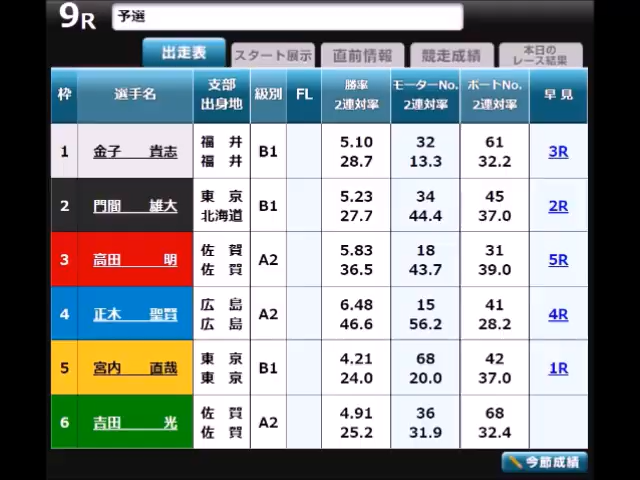 9R 予選
出走表 スタート展示 直前情報 競走成績 本日のレース結果
枠 選手名 支部 出身地 級別 FL 勝率 2連対率 モーターNo. 2連対率 ボートNo. 2連対率 早見
1 金子 貴志 福井 福井 B1 5.10 28.7 32 13.3 61 32.2 3R
2 門間 雄大 東京 北海道 B1 5.23 27.7 34 44.4 45 37.0 2R
3 高田 明 佐賀 佐賀 A2 5.83 36.5 18 43.7 31 39.0 5R
4 正木 聖賢 広島 広島 A2 6.48 46.6 15 56.2 41 28.2 4R
5 宮内 直哉 東京 東京 B1 4.21 24.0 68 20.0 42 37.0 1R
6 吉田 光 佐賀 佐賀 A2 4.91 25.2 36 31.9 68 32.4
今節成績